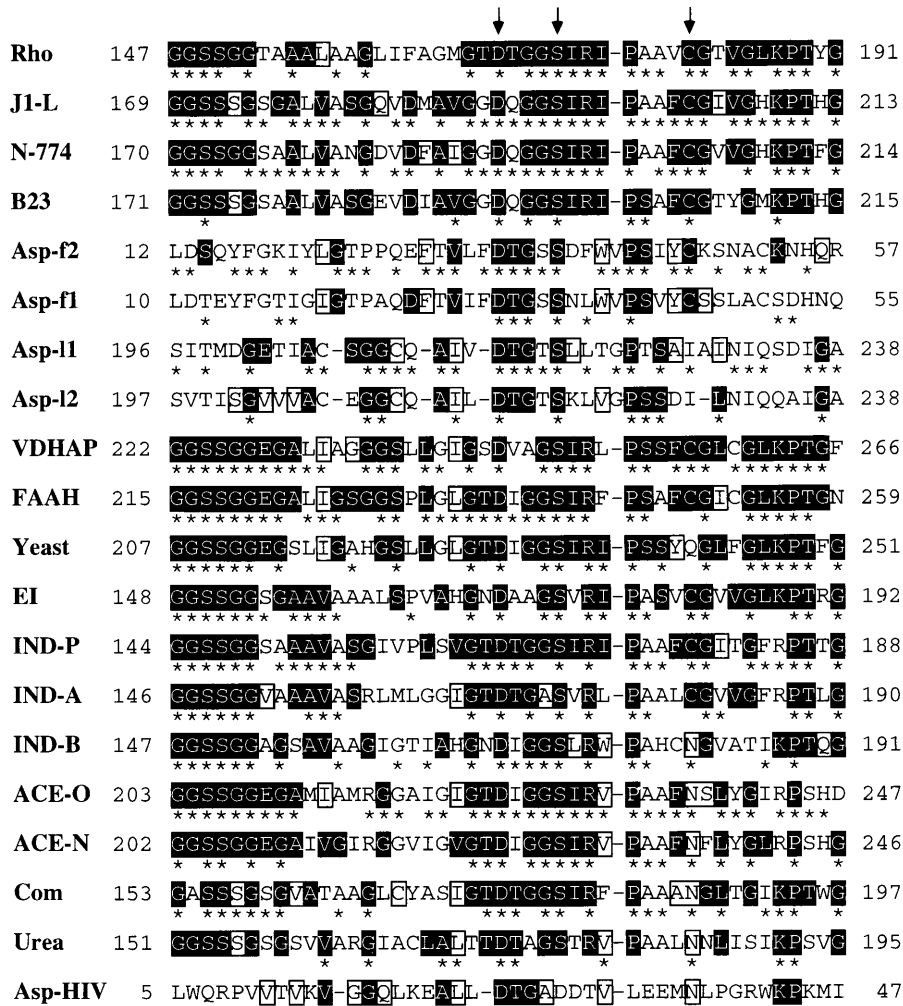 Rho 147 GGSSGGTAAALAAGLIFAGMGTDTGGSIRI-PAAVCGTVGLKPTYG 191
J1-L 169 GGSSSGSGALVASGQVDMAVGGDQGGSIRI-PAAFCGIVGHKPTHG 213
N-774 170 GGSSGGSAALVANGDVDFAIGGDQGGSIRI-PAAFCGVVGHKPTFG 214
B23 171 GGSSSGSAALVASGEVDIAVGGDQGGSIRI-PSAFCGTYGMKPTHG 215
Asp-f2 12 LDSQYFGKIYLGTPPQEFTVLFDTGSSDFWVPSIYCKSNACKNHQR 57
Asp-f1 10 LDTEYFGTIGIGTPAQDFTVIFDTGSSNLWVPSVYCSSLACSDHNQ 55
Asp-l1 196 SITMDGETIAC-SGGCQ-AIV-DTGTSLLTGPTSAIAINIQSDIGA 238
Asp-l2 197 SVTISGVVVAC-EGGCQ-AIL-DTGTSKLVGPSSDI-LNIQQAIGA 238
VDHAP 222 GGSSGGEGALIAGGGSLLGIGSDVAGSIRL-PSSFCGLCGLKPTGF 266
FAAH 215 GGSSGGEGALIGSGGSPLGLGTDIGGSIRF-PSAFCGICGLKPTGN 259
Yeast 207 GGSSGGEGSLIGAHGSLLGLGTDIGGSIRI-PSSYQGLFGLKPTFG 251
EI 148 GGSSGGSGAAVAAALSPVAHGNDAAGSVRI-PASVCGVVGLKPTRG 192
IND-P 144 GGSSGGSAAAVASGIVPLSVGTDTGGSIRI-PAAFCGITGFRPTTG 188
IND-A 146 GGSSGGVAAAVASRLMLGGIGTDTGASVRL-PAALCGVVGFRPTLG 190
IND-B 147 GGSSGGAGSAVAAGIGTIAHGNDIGGSLRW-PAHCNGVATIKPTQG 191
ACE-O 203 GGSSGGEGAMIAMRGGAIGIGTDIGGSIRV-PAAFNSLYGIRPSHD 247
ACE-N 202 GGSSGGEGAIVGIRGGVIGVGTDIGGSIRV-PAAFNFLYGLRPSHG 246
Com 153 GASSSGSGVATAAGLCYASIGTDTGGSIRF-PAAANGLTGIKPTWG 197
Urea 151 GGSSSGSGSVVARGIACLALTTDTAGSTRV-PAALNNLISIKPSVG 195
Asp-HIV 5 LWQRPVVTVKV-GGQLKEALL-DTGADDTV-LEEMNLPGRWKPKMI 47